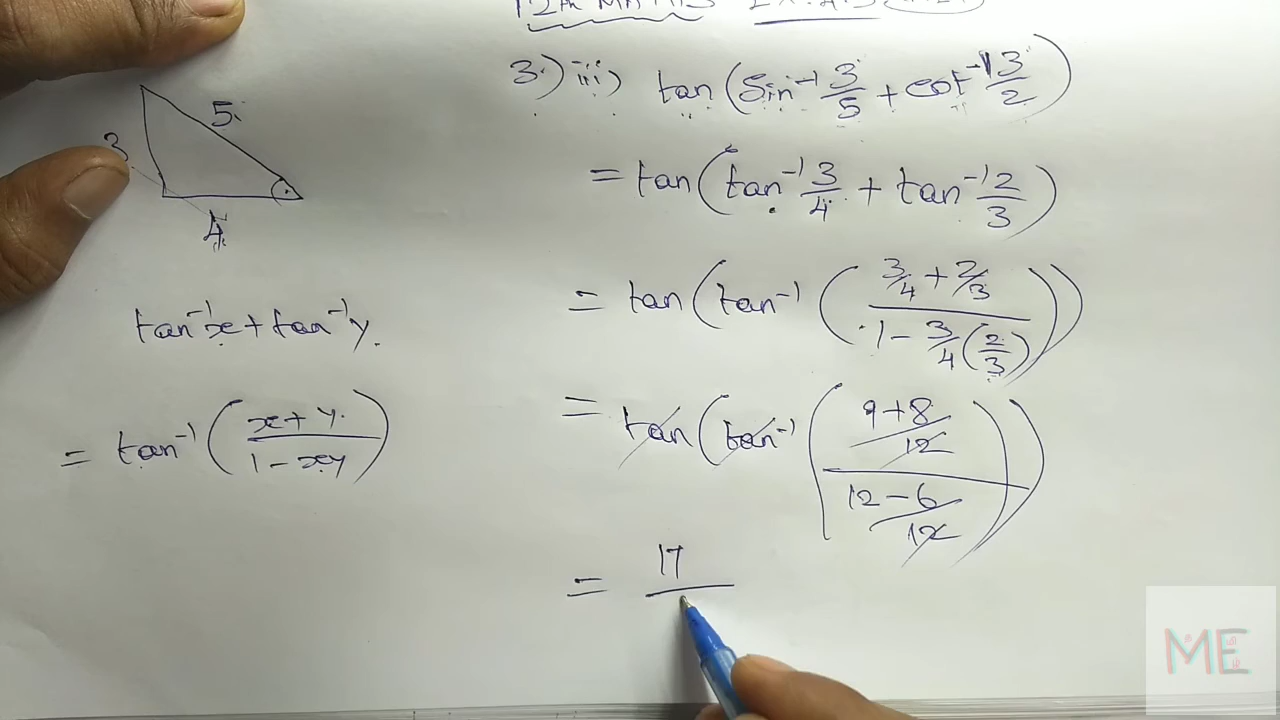 12th MATHS
3) iii) tan(Sin⁻¹ 3/5 + cot⁻¹ 3/2)
= tan(tan⁻¹ 3/4 + tan⁻¹ 2/3)
= tan(tan⁻¹((3/4 + 2/3)/(1 - 3/4(2/3))))
= tan(tan⁻¹(((9+8)/12)/((12-6)/12)))
= 17
5
3
4
tan⁻¹x + tan⁻¹y
= tan⁻¹((x+y)/(1-xy))
ME